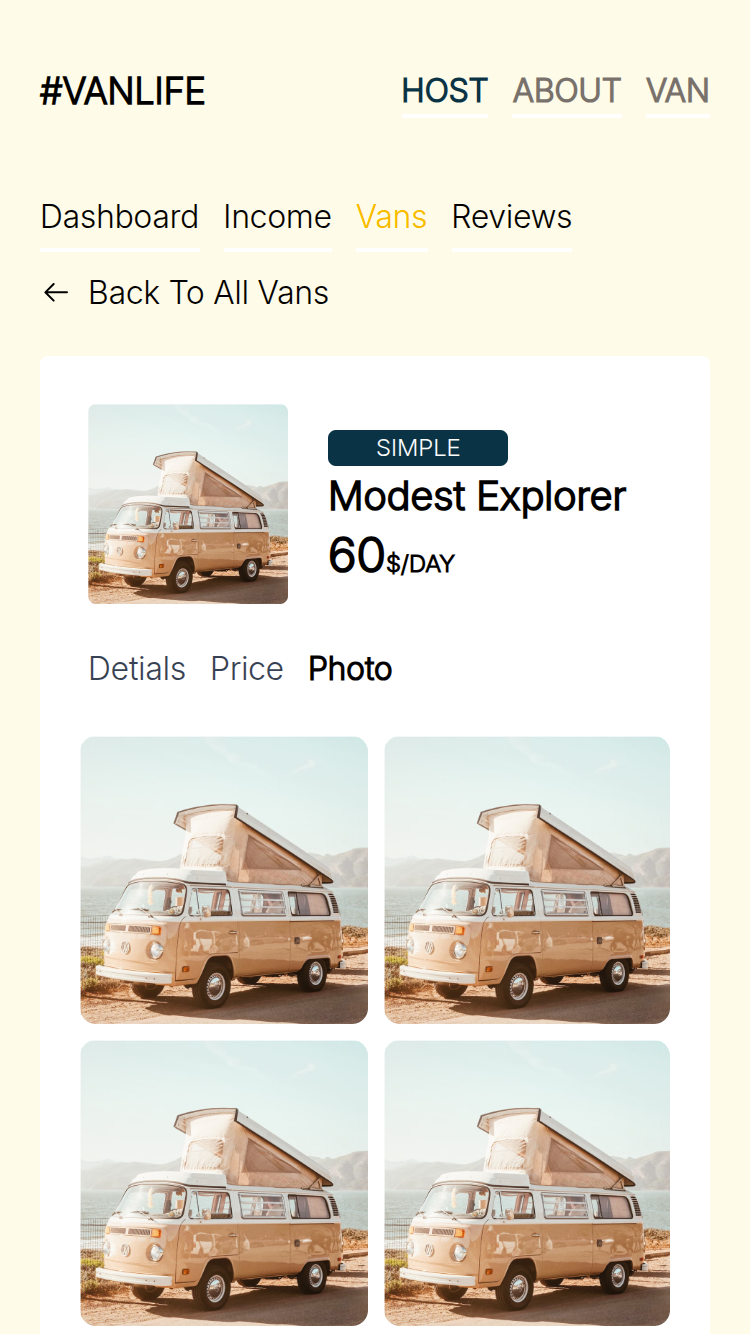 #VANLIFE HOST ABOUT VAN
Dashboard Income Vans Reviews
Back To All Vans
SIMPLE
Modest Explorer
60$/DAY
Detials Price Photo